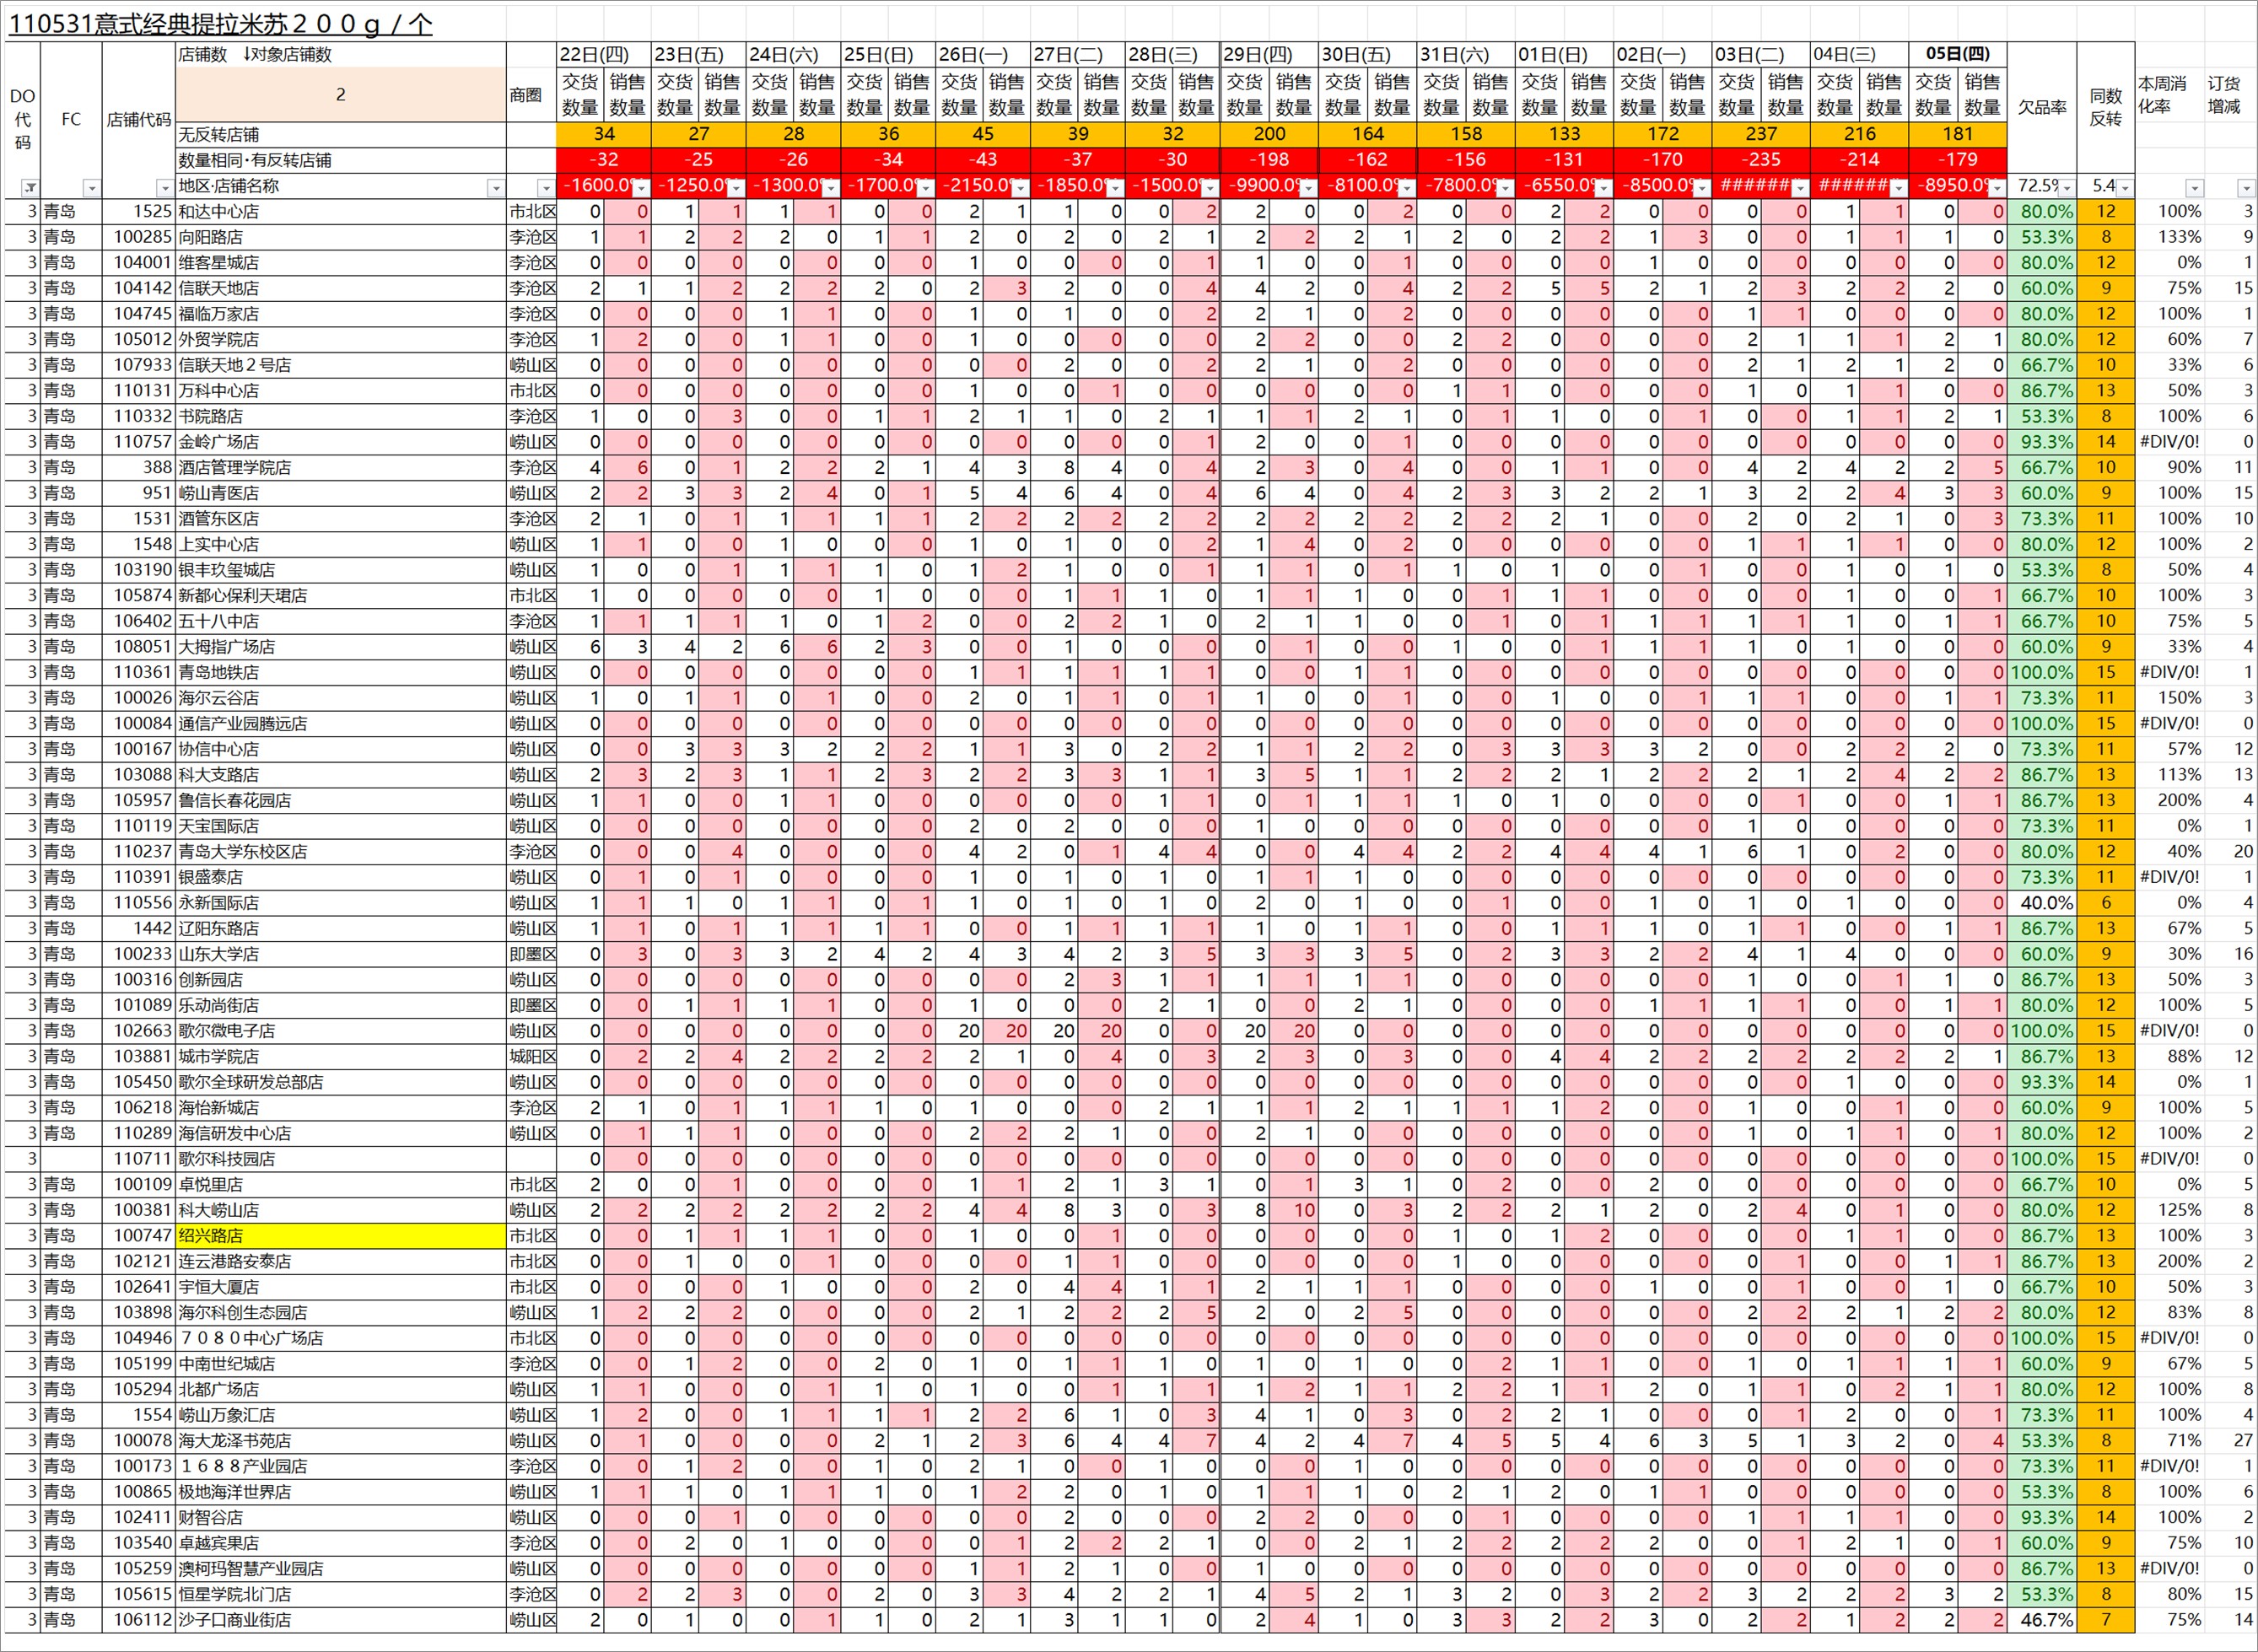 110531意式经典提拉米苏２００ｇ／个
DO代码 FC 店铺代码 店铺数 ↓对象店铺数 商圈 22日(四) 23日(五) 24日(六) 25日(日) 26日(一) 27日(二) 28日(三) 29日(四) 30日(五) 31日(六) 01日(日) 02日(一) 03日(二) 04日(三) 05日(四) 欠品率 同数反转 本周消化率 订货增减
2 交货数量 销售数量 交货数量 销售数量 交货数量 销售数量 交货数量 销售数量 交货数量 销售数量 交货数量 销售数量 交货数量 销售数量 交货数量 销售数量 交货数量 销售数量 交货数量 销售数量 交货数量 销售数量 交货数量 销售数量 交货数量 销售数量 交货数量 销售数量 交货数量 销售数量
无反转店铺 34 27 28 36 45 39 32 200 164 158 133 172 237 216 181
数量相同·有反转店铺 -32 -25 -26 -34 -43 -37 -30 -198 -162 -156 -131 -170 -235 -214 -179
地区·店铺名称 -1600.0% -1250.0% -1300.0% -1700.0% -2150.0% -1850.0% -1500.0% -9900.0% -8100.0% -7800.0% -6550.0% -8500.0% ####### ####### -8950.0% 72.5% 5.4
3 青岛 1525 和达中心店 市北区 0 0 1 1 1 1 0 0 2 1 1 0 0 2 2 0 0 2 0 0 2 2 0 0 0 0 1 1 0 0 80.0% 12 100% 3
3 青岛 100285 向阳路店 李沧区 1 1 2 2 2 0 1 1 2 0 2 0 2 1 2 2 2 1 2 0 2 2 1 3 0 0 1 1 1 0 53.3% 8 133% 9
3 青岛 104001 维客星城店 李沧区 0 0 0 0 0 0 0 0 1 0 0 0 0 1 1 0 0 1 0 0 0 0 1 0 0 0 0 0 0 0 80.0% 12 0% 1
3 青岛 104142 信联天地店 李沧区 2 1 1 2 2 2 2 0 2 3 2 0 0 4 4 2 0 4 2 2 5 5 2 1 2 3 2 2 2 0 60.0% 9 75% 15
3 青岛 104745 福临万家店 李沧区 0 0 0 0 1 1 0 0 1 0 1 0 0 2 2 1 0 2 0 0 0 0 0 0 1 1 0 0 0 0 80.0% 12 100% 1
3 青岛 105012 外贸学院店 李沧区 1 2 0 0 1 1 0 0 1 0 0 0 0 0 2 2 0 0 2 2 0 0 0 0 2 1 1 1 2 1 80.0% 12 60% 7
3 青岛 107933 信联天地２号店 崂山区 0 0 0 0 0 0 0 0 0 0 2 0 0 2 2 1 0 2 0 0 0 0 0 0 2 1 2 1 2 0 66.7% 10 33% 6
3 青岛 110131 万科中心店 市北区 0 0 0 0 0 0 0 0 1 0 0 1 0 0 0 0 0 0 1 1 0 0 0 0 1 0 1 1 0 0 86.7% 13 50% 3
3 青岛 110332 书院路店 李沧区 1 0 0 3 0 0 1 1 2 1 1 0 2 1 1 1 2 1 0 1 1 0 0 1 0 0 1 1 2 1 53.3% 8 100% 6
3 青岛 110757 金岭广场店 崂山区 0 0 0 0 0 0 0 0 0 0 0 0 0 1 2 0 0 1 0 0 0 0 0 0 0 0 0 0 0 0 93.3% 14 #DIV/0! 0
3 青岛 388 酒店管理学院店 李沧区 4 6 0 1 2 2 2 1 4 3 8 4 0 4 2 3 0 4 0 0 1 1 0 0 4 2 4 2 2 5 66.7% 10 90% 11
3 青岛 951 崂山青医店 崂山区 2 2 3 3 2 4 0 1 5 4 6 4 0 4 6 4 0 4 2 3 3 2 2 1 3 2 2 4 3 3 60.0% 9 100% 15
3 青岛 1531 酒管东区店 李沧区 2 1 0 1 1 1 1 1 2 2 2 2 2 2 2 2 2 2 2 2 2 1 0 0 2 0 2 1 0 3 73.3% 11 100% 10
3 青岛 1548 上实中心店 崂山区 1 1 0 0 1 0 0 0 1 0 1 0 0 2 1 4 0 2 0 0 0 0 0 0 1 1 1 1 0 0 80.0% 12 100% 2
3 青岛 103190 银丰玖玺城店 崂山区 1 0 0 1 1 1 1 0 1 2 1 0 0 1 1 1 0 1 1 0 1 0 0 1 0 0 1 0 1 0 53.3% 8 50% 4
3 青岛 105874 新都心保利天珺店 市北区 1 0 0 0 0 0 1 0 0 0 1 1 1 0 1 1 1 0 0 1 1 1 0 0 0 0 1 0 0 1 66.7% 10 100% 3
3 青岛 106402 五十八中店 李沧区 1 1 1 1 1 0 1 2 0 0 2 2 1 0 2 1 1 0 0 1 0 1 1 1 1 1 1 0 1 1 66.7% 10 75% 5
3 青岛 108051 大拇指广场店 崂山区 6 3 4 2 6 6 2 3 0 0 1 0 0 0 0 1 0 0 1 0 0 1 1 1 1 0 1 0 0 0 60.0% 9 33% 4
3 青岛 110361 青岛地铁店 崂山区 0 0 0 0 0 0 0 0 1 1 1 1 1 1 0 0 1 1 0 0 0 0 0 0 0 0 0 0 0 0 100.0% 15 #DIV/0! 1
3 青岛 100026 海尔云谷店 崂山区 1 0 1 1 0 1 0 0 2 0 1 1 0 1 1 0 0 1 0 0 1 0 0 1 1 1 0 0 1 1 73.3% 11 150% 3
3 青岛 100084 通信产业园腾远店 崂山区 0 0 0 0 0 0 0 0 0 0 0 0 0 0 0 0 0 0 0 0 0 0 0 0 0 0 0 0 0 0 100.0% 15 #DIV/0! 0
3 青岛 100167 协信中心店 崂山区 0 0 3 3 3 2 2 2 1 1 3 0 2 2 1 1 2 2 0 3 3 3 3 2 0 0 2 2 2 0 73.3% 11 57% 12
3 青岛 103088 科大支路店 崂山区 2 3 2 3 1 1 2 3 2 2 3 3 1 1 3 5 1 1 2 2 2 1 2 2 2 1 2 4 2 2 86.7% 13 113% 13
3 青岛 105957 鲁信长春花园店 崂山区 1 1 0 0 1 1 0 0 0 0 0 0 1 1 0 1 1 1 1 0 1 0 0 0 0 1 0 0 1 1 86.7% 13 200% 4
3 青岛 110119 天宝国际店 崂山区 0 0 0 0 0 0 0 0 2 0 2 0 0 0 1 0 0 0 0 0 0 0 0 0 1 0 0 0 0 0 73.3% 11 0% 1
3 青岛 110237 青岛大学东校区店 李沧区 0 0 0 4 0 0 0 0 4 2 0 1 4 4 0 0 4 4 2 2 4 4 4 1 6 1 0 2 0 0 80.0% 12 40% 20
3 青岛 110391 银盛泰店 崂山区 0 1 0 1 0 0 0 0 1 0 1 0 1 0 1 1 1 0 0 0 0 0 0 0 0 0 0 0 0 0 73.3% 11 #DIV/0! 1
3 青岛 110556 永新国际店 崂山区 1 1 1 0 1 1 0 1 1 0 1 0 1 0 2 0 1 0 0 1 0 0 1 0 1 0 1 0 0 0 40.0% 6 0% 4
3 青岛 1442 辽阳东路店 崂山区 1 1 0 1 1 1 1 1 0 0 1 1 1 1 1 0 1 1 0 0 1 1 1 0 1 1 0 0 1 1 86.7% 13 67% 5
3 青岛 100233 山东大学店 即墨区 0 3 0 3 3 2 4 2 4 3 4 2 3 5 3 3 3 5 0 2 3 3 2 2 4 1 4 0 0 0 60.0% 9 30% 16
3 青岛 100316 创新园店 崂山区 0 0 0 0 0 0 0 0 0 0 2 3 1 1 1 1 1 1 0 0 0 0 0 0 1 0 0 1 1 0 86.7% 13 50% 3
3 青岛 101089 乐动尚街店 即墨区 0 0 1 1 1 1 0 0 1 0 0 0 2 1 0 0 2 1 0 0 0 0 1 1 1 1 0 0 1 1 80.0% 12 100% 5
3 青岛 102663 歌尔微电子店 崂山区 0 0 0 0 0 0 0 0 20 20 20 20 0 0 20 20 0 0 0 0 0 0 0 0 0 0 0 0 0 0 100.0% 15 #DIV/0! 0
3 青岛 103881 城市学院店 城阳区 0 2 2 4 2 2 2 2 2 1 0 4 0 3 2 3 0 3 0 0 4 4 2 2 2 2 2 2 2 1 86.7% 13 88% 12
3 青岛 105450 歌尔全球研发总部店 崂山区 0 0 0 0 0 0 0 0 0 0 0 0 0 0 0 0 0 0 0 0 0 0 0 0 0 0 1 0 0 0 93.3% 14 0% 1
3 青岛 106218 海怡新城店 李沧区 2 1 0 1 1 1 1 0 1 0 0 0 2 1 1 1 2 1 1 1 1 2 0 0 1 0 0 1 0 0 60.0% 9 100% 5
3 青岛 110289 海信研发中心店 崂山区 0 1 1 1 0 0 0 0 2 2 2 1 0 0 2 1 0 0 0 0 0 0 0 0 1 0 1 1 0 1 80.0% 12 100% 2
3 110711 歌尔科技园店 0 0 0 0 0 0 0 0 0 0 0 0 0 0 0 0 0 0 0 0 0 0 0 0 0 0 0 0 0 0 100.0% 15 #DIV/0! 0
3 青岛 100109 卓悦里店 市北区 2 0 0 1 0 0 0 0 1 1 2 1 3 1 0 1 3 1 0 2 0 0 2 0 0 0 0 0 0 0 66.7% 10 0% 5
3 青岛 100381 科大崂山店 崂山区 2 2 2 2 2 2 2 2 4 4 8 3 0 3 8 10 0 3 2 2 2 1 2 0 2 4 0 1 0 0 80.0% 12 125% 8
3 青岛 100747 绍兴路店 市北区 0 0 1 1 1 1 0 0 1 0 0 1 0 0 0 0 0 0 1 0 1 2 0 0 0 0 1 1 0 0 86.7% 13 100% 3
3 青岛 102121 连云港路安泰店 市北区 0 0 1 0 0 1 0 0 0 0 1 1 0 0 0 0 0 0 1 0 0 0 0 0 0 1 0 0 1 1 86.7% 13 200% 2
3 青岛 102641 宇恒大厦店 市北区 0 0 0 0 1 0 0 0 2 0 4 4 1 1 2 1 1 1 0 0 0 0 1 0 0 1 0 0 1 0 66.7% 10 50% 3
3 青岛 103898 海尔科创生态园店 崂山区 1 2 2 2 0 0 0 0 2 1 2 2 2 5 2 0 2 5 0 0 0 0 0 0 2 2 2 1 2 2 80.0% 12 83% 8
3 青岛 104946 ７０８０中心广场店 市北区 0 0 0 0 0 0 0 0 0 0 0 0 0 0 0 0 0 0 0 0 0 0 0 0 0 0 0 0 0 0 100.0% 15 #DIV/0! 0
3 青岛 105199 中南世纪城店 李沧区 0 0 1 2 0 0 2 0 1 0 1 1 1 0 1 0 1 0 0 2 1 1 0 0 1 0 1 1 1 1 60.0% 9 67% 5
3 青岛 105294 北都广场店 崂山区 1 1 0 0 0 1 1 0 1 0 0 1 1 1 1 2 1 1 2 2 1 1 2 0 1 1 0 2 1 1 80.0% 12 100% 8
3 青岛 1554 崂山万象汇店 崂山区 1 2 0 0 1 1 1 1 2 2 6 1 0 3 4 1 0 3 0 2 2 1 0 0 0 1 2 0 0 1 73.3% 11 100% 4
3 青岛 100078 海大龙泽书苑店 崂山区 0 1 0 0 0 0 2 1 2 3 6 4 4 7 4 2 4 7 4 5 5 4 6 3 5 1 3 2 0 4 53.3% 8 71% 27
3 青岛 100173 １６８８产业园店 李沧区 0 0 1 2 0 0 1 0 2 1 0 0 1 0 0 0 1 0 0 0 0 0 0 0 0 0 0 0 0 0 73.3% 11 #DIV/0! 1
3 青岛 100865 极地海洋世界店 崂山区 1 1 1 0 1 1 1 0 1 2 2 0 1 0 1 1 1 0 2 1 2 0 1 1 0 0 0 0 0 0 53.3% 8 100% 6
3 青岛 102411 财智谷店 崂山区 0 0 0 1 0 0 0 0 0 0 2 0 0 0 2 2 0 0 0 1 0 0 0 0 1 1 1 1 0 0 93.3% 14 100% 2
3 青岛 103540 卓越宾果店 李沧区 0 0 2 0 1 0 0 0 0 1 2 2 2 1 0 0 2 1 2 2 2 2 2 0 0 1 2 1 0 1 60.0% 9 75% 10
3 青岛 105259 澳柯玛智慧产业园店 崂山区 0 0 0 0 0 0 0 0 1 1 2 1 0 0 1 0 0 0 0 0 0 0 0 0 0 0 0 0 0 0 86.7% 13 #DIV/0! 0
3 青岛 105615 恒星学院北门店 李沧区 0 2 2 3 0 0 2 0 3 3 4 2 2 1 4 5 2 1 3 2 0 3 2 2 3 2 2 2 3 2 53.3% 8 80% 15
3 青岛 106112 沙子口商业街店 崂山区 2 0 1 0 0 1 1 0 2 1 3 1 1 0 2 4 1 0 3 3 2 2 3 0 2 2 1 2 2 2 46.7% 7 75% 14